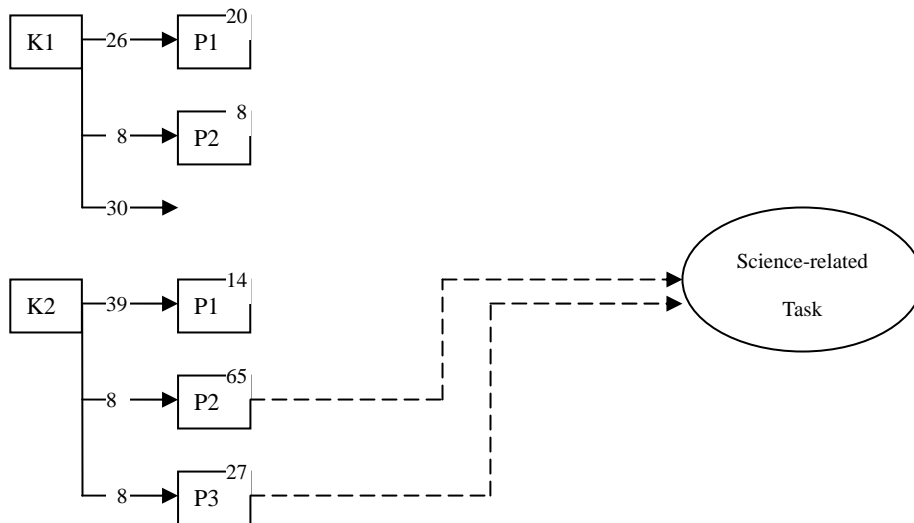 20
K1 26 P1
8
8 P2
30
Science-related
14
K2 39 P1
Task
65
8 P2
27
8 P3